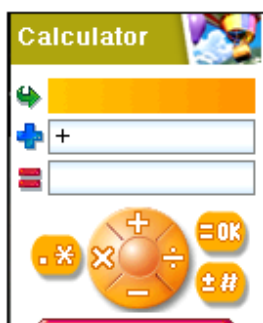 Calculator
+
+
. * × ÷ =OK
−
±#